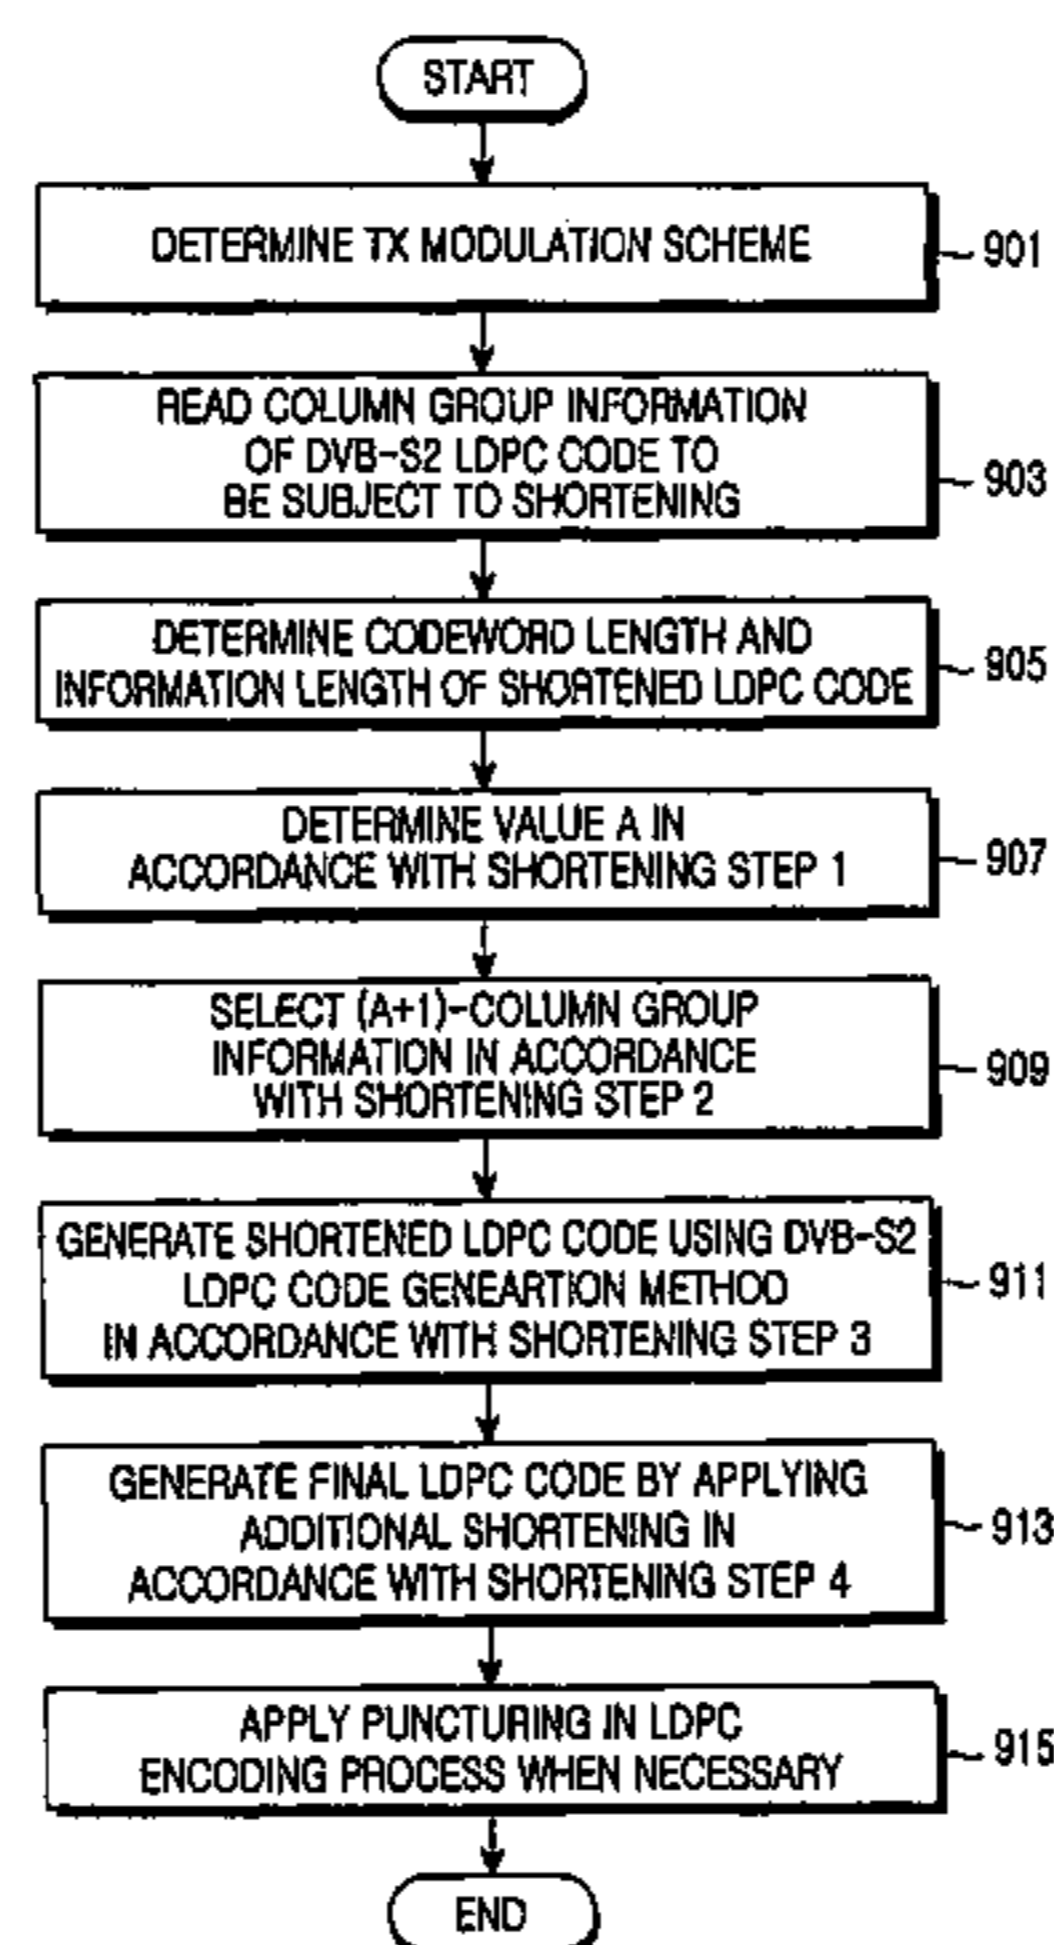 START
DETERMINE TX MODULATION SCHEME
901
READ COLUMN GROUP INFORMATION
OF DVB-S2 LDPC CODE TO
BE SUBJECT TO SHORTENING
903
DETERMINE CODEWORD LENGTH AND
INFORMATION LENGTH OF SHORTENED LDPC CODE
905
DETERMINE VALUE A IN
ACCORDANCE WITH SHORTENING STEP 1
907
SELECT (A+1)-COLUMN GROUP
INFORMATION IN ACCORDANCE
WITH SHORTENING STEP 2
909
GENERATE SHORTENED LDPC CODE USING DVB-S2
LDPC CODE GENEARTION METHOD
IN ACCORDANCE WITH SHORTENING STEP 3
911
GENERATE FINAL LDPC CODE BY APPLYING
ADDITIONAL SHORTENING IN
ACCORDANCE WITH SHORTENING STEP 4
913
APPLY PUNCTURING IN LDPC
ENCODING PROCESS WHEN NECESSARY
915
END